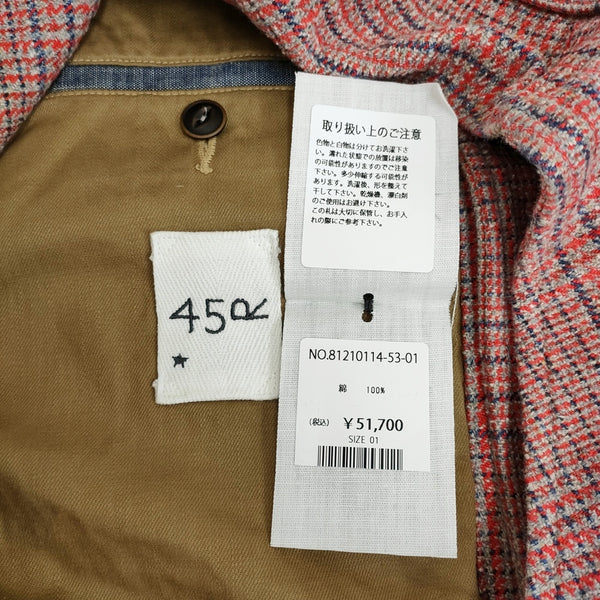 取り扱い上のご注意
色物と白物は分けてお洗濯下さ
い。濡れた状態での放置は移染
の可能性がありますのでご注意
下さい。多少伸縮する可能性が
あります。洗濯後、形を整えて
干して下さい。乾燥機、漂白剤
のご使用はお避け下さい。
この札は大切に保管し、お手入
れの際にご参考下さい。
45R
NO.81210114-53-01
綿 100%
(税込) ¥51,700
SIZE 01